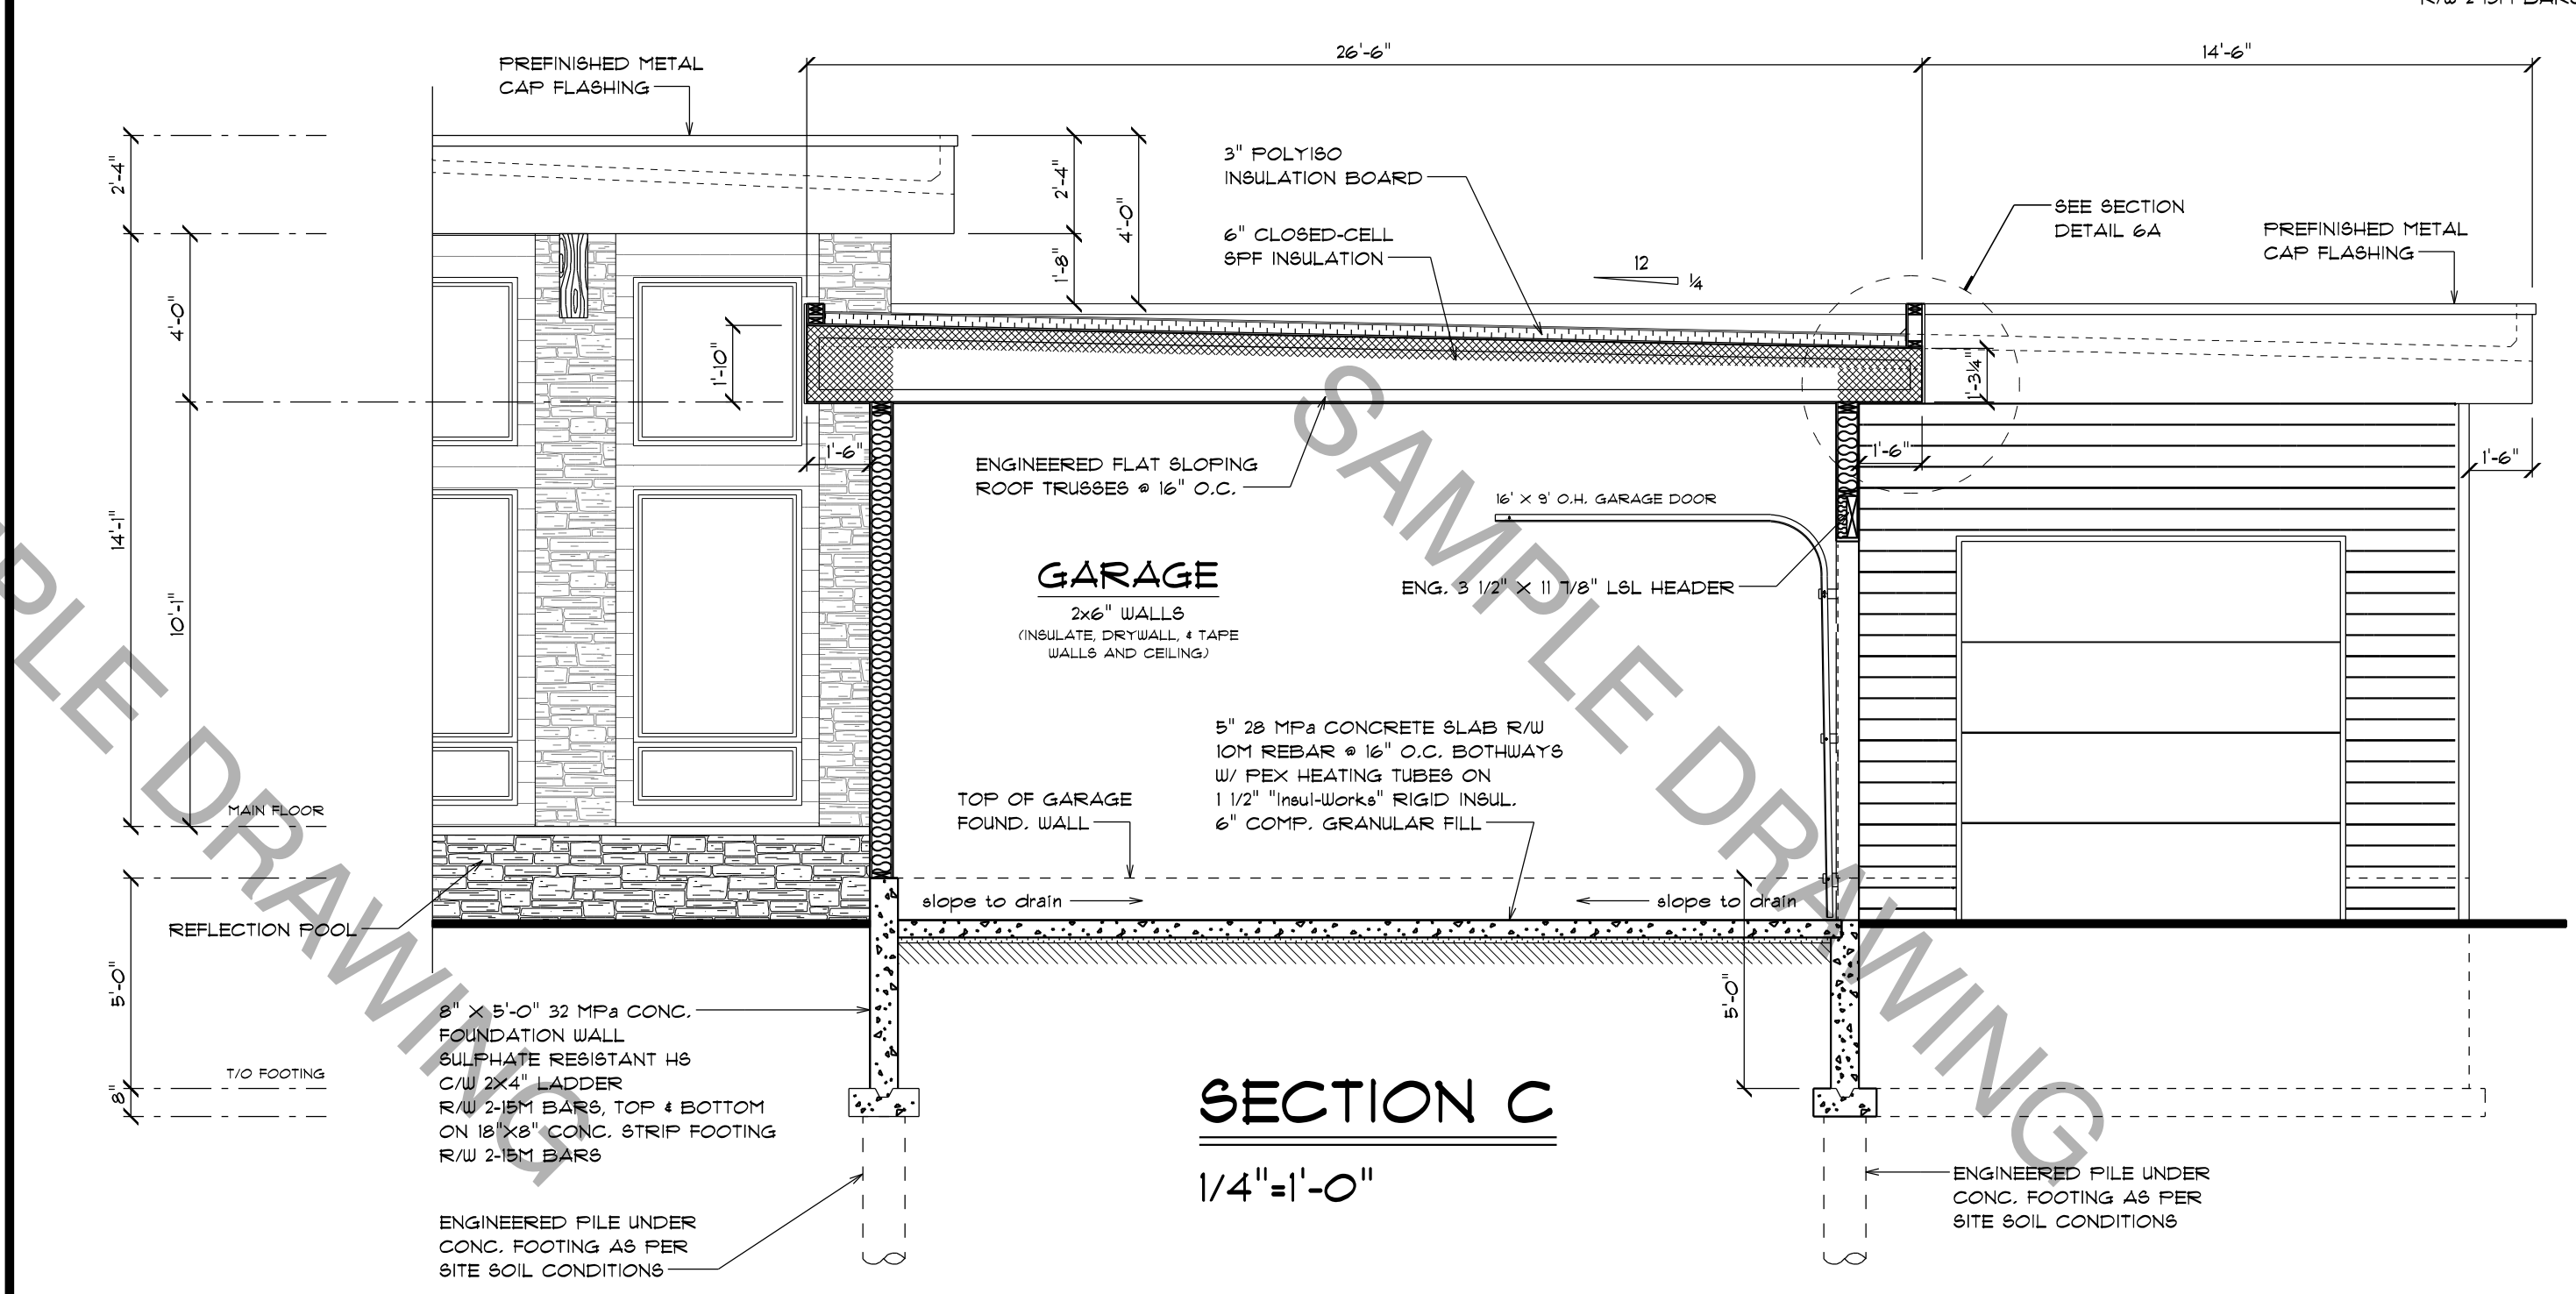 26'-6"
14'-6"
PREFINISHED METAL
CAP FLASHING
2'-4"
2'-4"
4'-0"
1'-8"
3" POLYISO
INSULATION BOARD
6" CLOSED-CELL
SPF INSULATION
12
1/4
SEE SECTION
DETAIL 6A
PREFINISHED METAL
CAP FLASHING
4'-0"
1'-10"
1'-3 1/4"
1'-6"
1'-6"
1'-6"
ENGINEERED FLAT SLOPING
ROOF TRUSSES @ 16" O.C.
16' X 9' O.H. GARAGE DOOR
14'-1"
10'-1"
GARAGE
2x6" WALLS
(INSULATE, DRYWALL, & TAPE
WALLS AND CEILING)
ENG. 3 1/2" X 11 7/8" LSL HEADER
5" 28 MPa CONCRETE SLAB R/W
10M REBAR @ 16" O.C. BOTHWAYS
W/ PEX HEATING TUBES ON
1 1/2" "Insul-Works" RIGID INSUL.
6" COMP. GRANULAR FILL
MAIN FLOOR
TOP OF GARAGE
FOUND. WALL
slope to drain
slope to drain
REFLECTION POOL
5'-0"
5'-0"
8" X 5'-0" 32 MPa CONC.
FOUNDATION WALL
SULPHATE RESISTANT HS
C/W 2X4" LADDER
R/W 2-15M BARS, TOP & BOTTOM
ON 18"X8" CONC. STRIP FOOTING
R/W 2-15M BARS
T/O FOOTING
8"
SECTION C
1/4"=1'-0"
ENGINEERED PILE UNDER
CONC. FOOTING AS PER
SITE SOIL CONDITIONS
ENGINEERED PILE UNDER
CONC. FOOTING AS PER
SITE SOIL CONDITIONS
SAMPLE DRAWING
PLE DRAWING